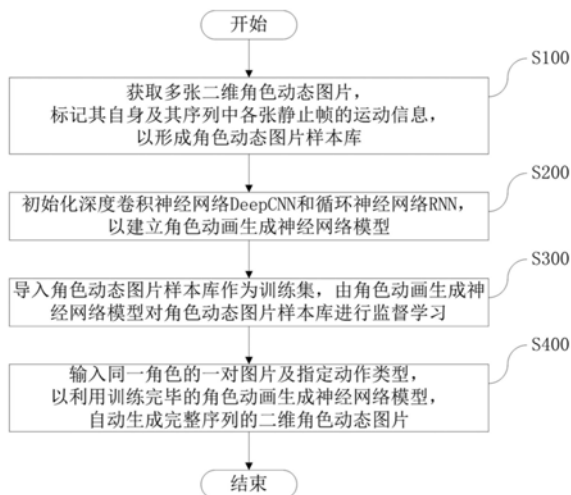 开始
S100
获取多张二维角色动态图片，
标记其自身及其序列中各张静止帧的运动信息，
以形成角色动态图片样本库
S200
初始化深度卷积神经网络DeepCNN和循环神经网络RNN，
以建立角色动画生成神经网络模型
S300
导入角色动态图片样本库作为训练集，由角色动画生成神
经网络模型对角色动态图片样本库进行监督学习
S400
输入同一角色的一对图片及指定动作类型，
以利用训练完毕的角色动画生成神经网络模型，
自动生成完整序列的二维角色动态图片
结束